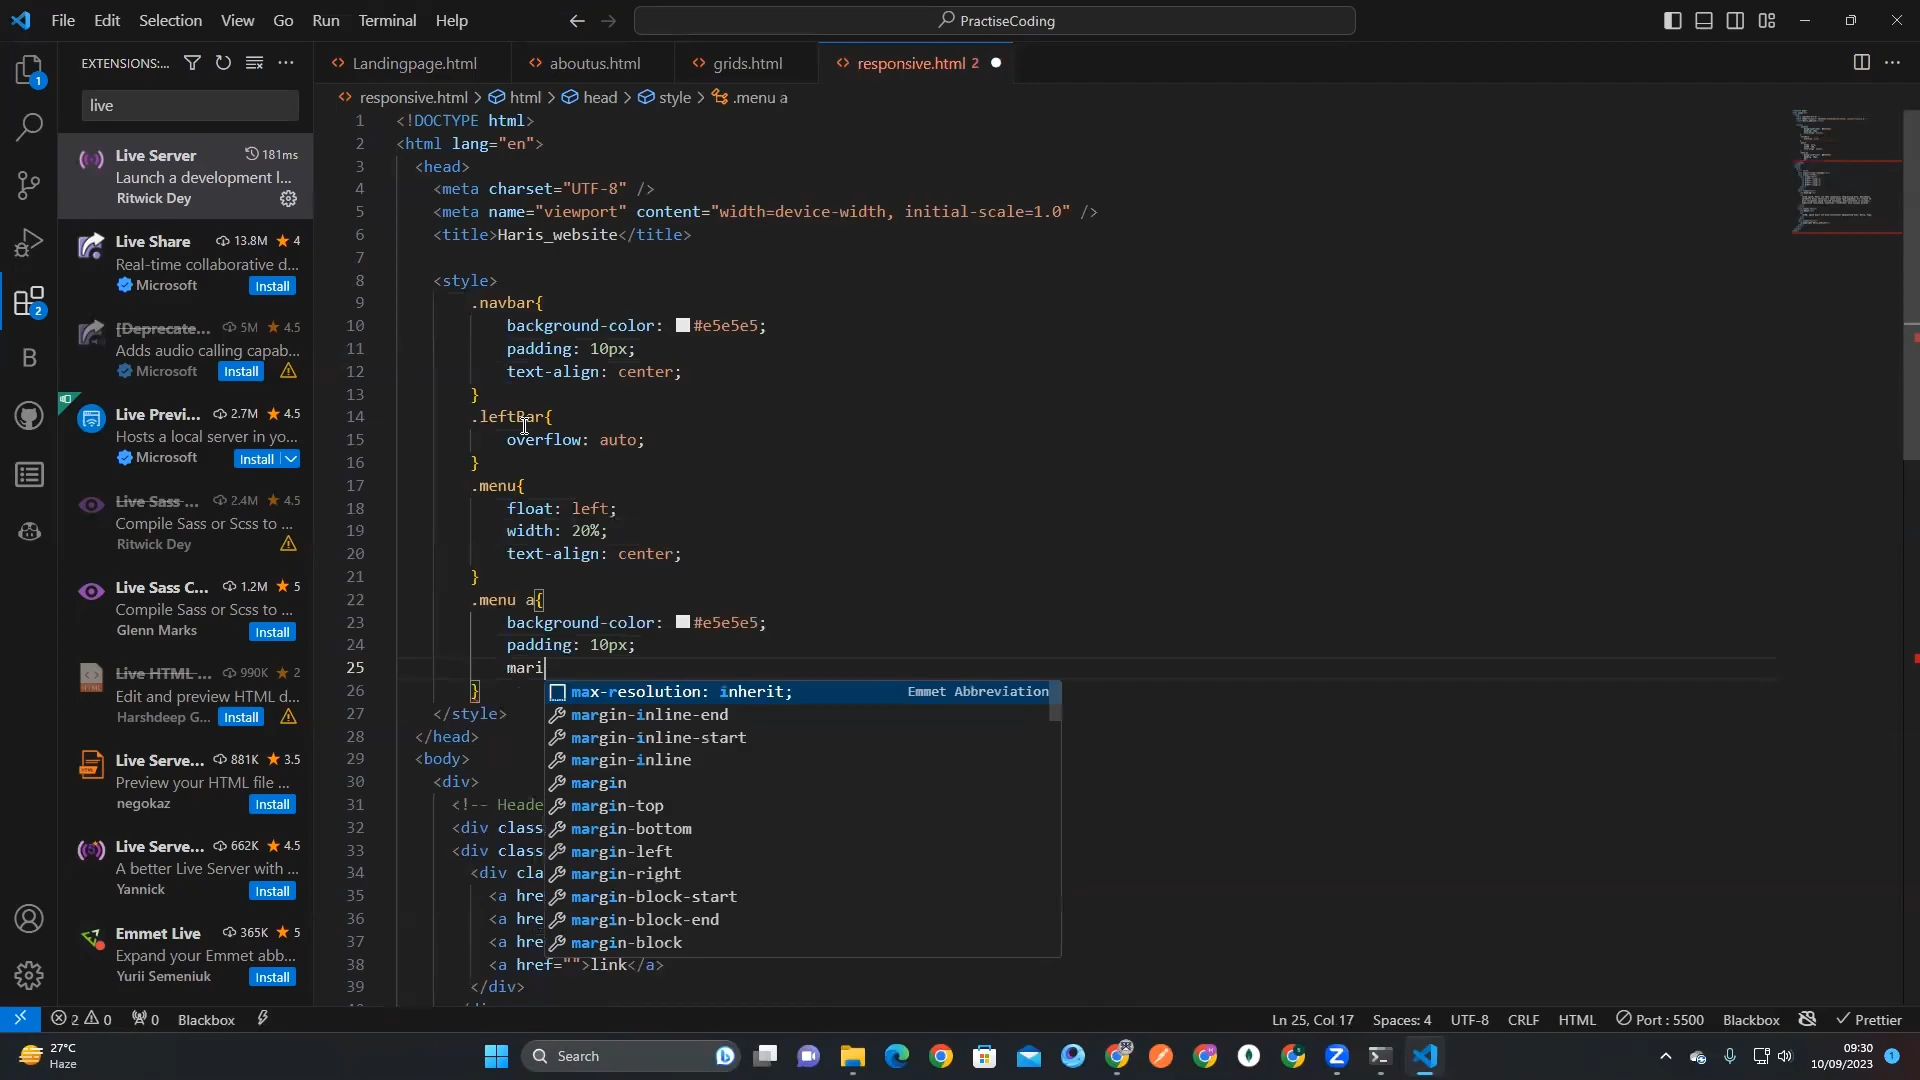 File Edit Selection View Go Run Terminal Help
PractiseCoding
EXTENSIONS:...
live
Live Server 181ms
Launch a development l...
Ritwick Dey
Live Share 13.8M 4
Real-time collaborative d...
Microsoft Install
[Deprecate... 5M 4.5
Adds audio calling capab...
Microsoft Install
Live Previ... 2.7M 4.5
Hosts a local server in yo...
Microsoft Install
Live Sass ... 2.4M 4.5
Compile Sass or Scss to ...
Ritwick Dey
Live Sass C... 1.2M 5
Compile Sass or Scss to ...
Glenn Marks Install
Live HTML ... 990K 2
Edit and preview HTML d...
Harshdeep G... Install
Live Serve... 881K 3.5
Preview your HTML file ...
negokaz Install
Live Serve... 662K 4.5
A better Live Server with ...
Yannick Install
Emmet Live 365K 5
Expand your Emmet abb...
Yurii Semeniuk Install
1
2
B
Landingpage.html aboutus.html grids.html responsive.html 2
responsive.html > html > head > style > .menu a
1 <!DOCTYPE html>
2 <html lang="en">
3 <head>
4 <meta charset="UTF-8" />
5 <meta name="viewport" content="width=device-width, initial-scale=1.0" />
6 <title>Haris_website</title>
7
8 <style>
9 .navbar{
10 background-color: #e5e5e5;
11 padding: 10px;
12 text-align: center;
13 }
14 .leftBar{
15 overflow: auto;
16 }
17 .menu{
18 float: left;
19 width: 20%;
20 text-align: center;
21 }
22 .menu a{
23 background-color: #e5e5e5;
24 padding: 10px;
25 mari
26 }
27 </style>
28 </head>
29 <body>
30 <div>
31 <!-- Heade
32 <div class
33 <div class
34 <div cla
35 <a hre
36 <a hre
37 <a hre
38 <a href="">link</a>
39 </div>
max-resolution: inherit; Emmet Abbreviation
margin-inline-end
margin-inline-start
margin-inline
margin
margin-top
margin-bottom
margin-left
margin-right
margin-block-start
margin-block-end
margin-block
2 0 0 Blackbox Ln 25, Col 17 Spaces: 4 UTF-8 CRLF HTML Port : 5500 Blackbox Prettier
27°C
Haze
Search
09:30
10/09/2023
1